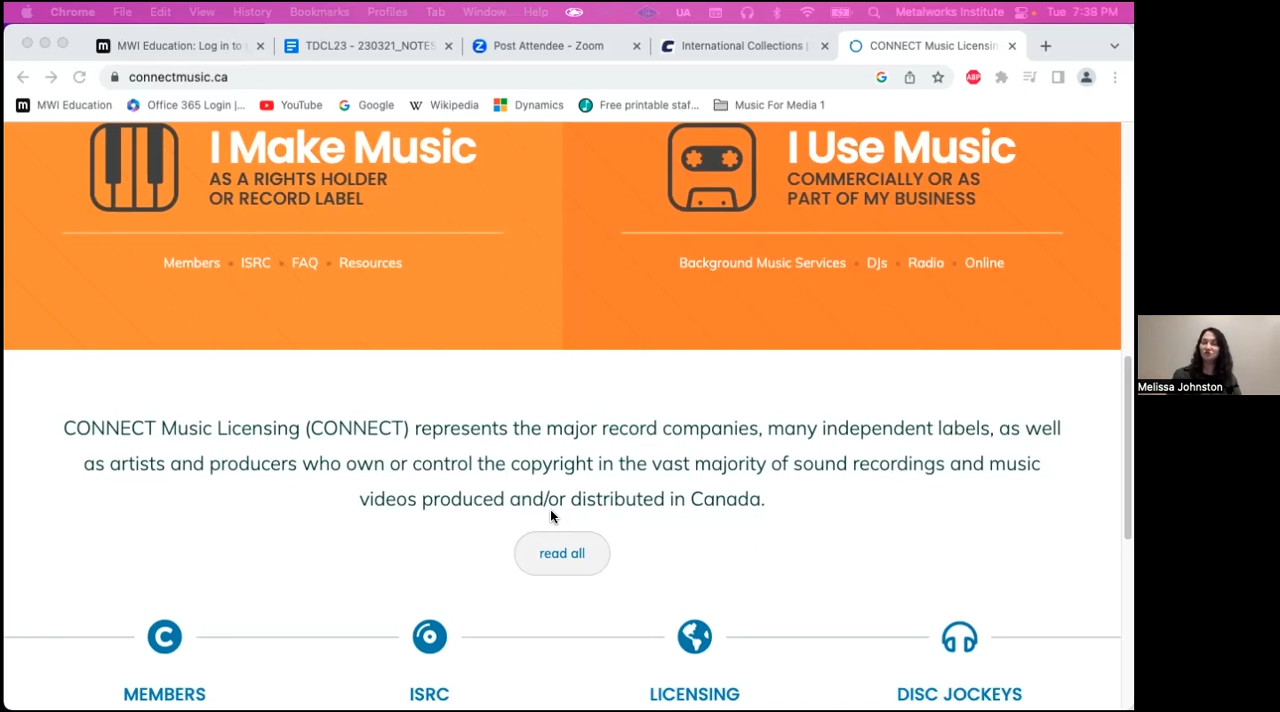 Chrome File Edit View History Bookmarks Profiles Tab Window Help UA Metalworks Institute Tue 7:38 PM
MWI Education: Log in to TDCL23 - 230321_NOTES Post Attendee - Zoom International Collections | CONNECT Music Licensin
connectmusic.ca
MWI Education Office 365 Login |... YouTube Google Wikipedia Dynamics Free printable staf... Music For Media 1
I Make Music
AS A RIGHTS HOLDER
OR RECORD LABEL
Members • ISRC • FAQ • Resources
I Use Music
COMMERCIALLY OR AS
PART OF MY BUSINESS
Background Music Services • DJs • Radio • Online
CONNECT Music Licensing (CONNECT) represents the major record companies, many independent labels, as well
as artists and producers who own or control the copyright in the vast majority of sound recordings and music
videos produced and/or distributed in Canada.
read all
MEMBERS ISRC LICENSING DISC JOCKEYS
Melissa Johnston